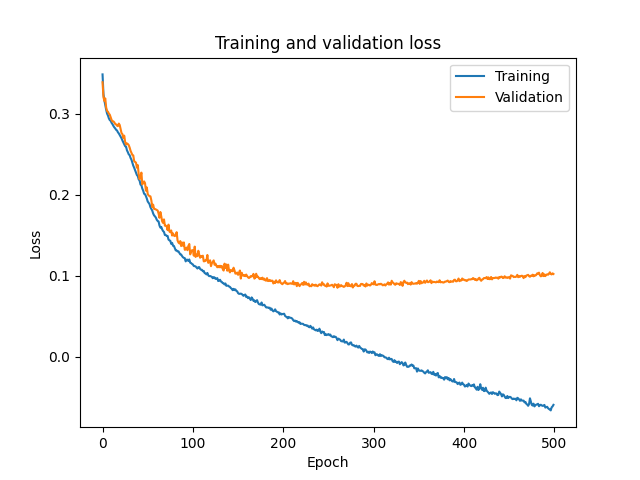 Training and validation loss
Training
Validation
Loss
0.3
0.2
0.1
0.0
0 100 200 300 400 500
Epoch